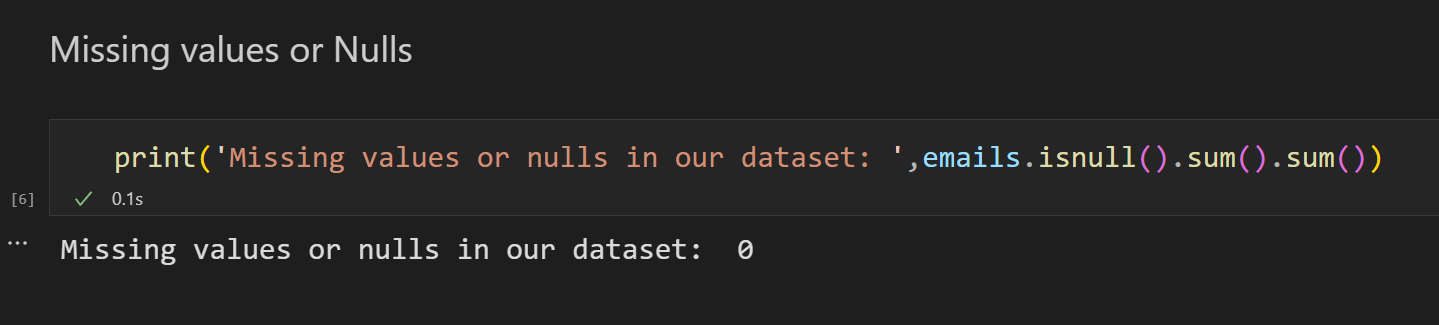 Missing values or Nulls
print('Missing values or nulls in our dataset: ',emails.isnull().sum().sum())
[6] ✓ 0.1s
... Missing values or nulls in our dataset:  0